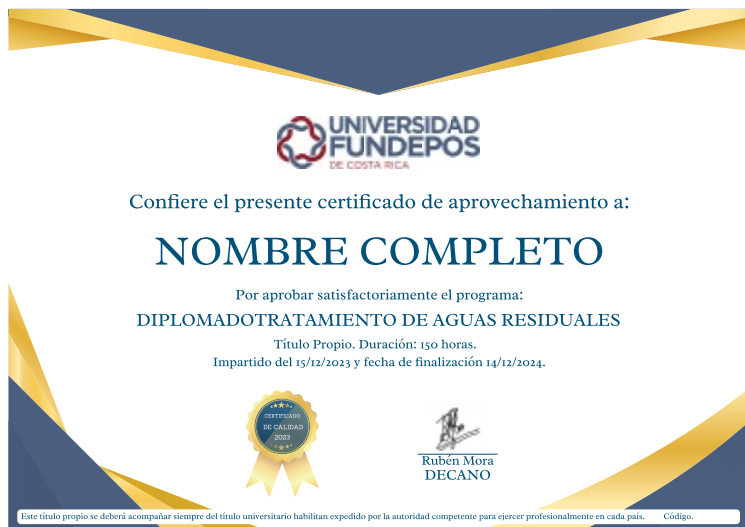 UNIVERSIDAD
FUNDEPOS
DE COSTA RICA
Confiere el presente certificado de aprovechamiento a:
NOMBRE COMPLETO
Por aprobar satisfactoriamente el programa:
DIPLOMADOTRATAMIENTO DE AGUAS RESIDUALES
Título Propio. Duración: 150 horas.
Impartido del 15/12/2023 y fecha de finalización 14/12/2024.
CERTIFICADO
DE CALIDAD
2023
Rubén Mora
DECANO
Este título propio se deberá acompañar siempre del título universitario habilitan expedido por la autoridad competente para ejercer profesionalmente en cada país. Código.